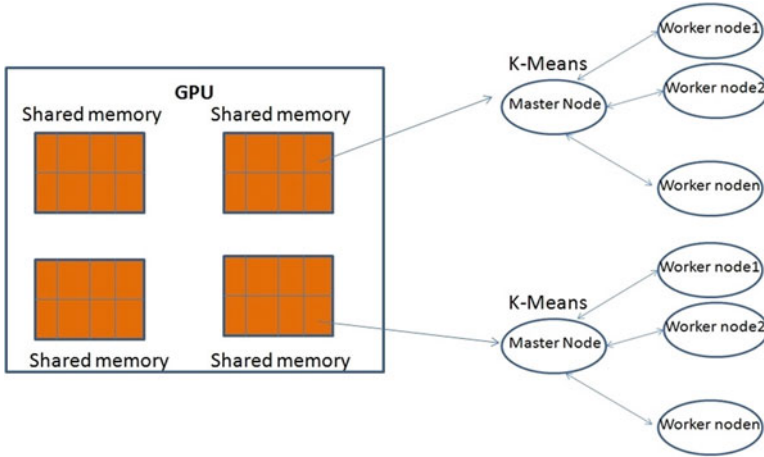 GPU
Shared memory
Shared memory
Shared memory
Shared memory
K-Means
Master Node
Worker node1
Worker node2
Worker noden
K-Means
Master Node
Worker node1
Worker node2
Worker noden